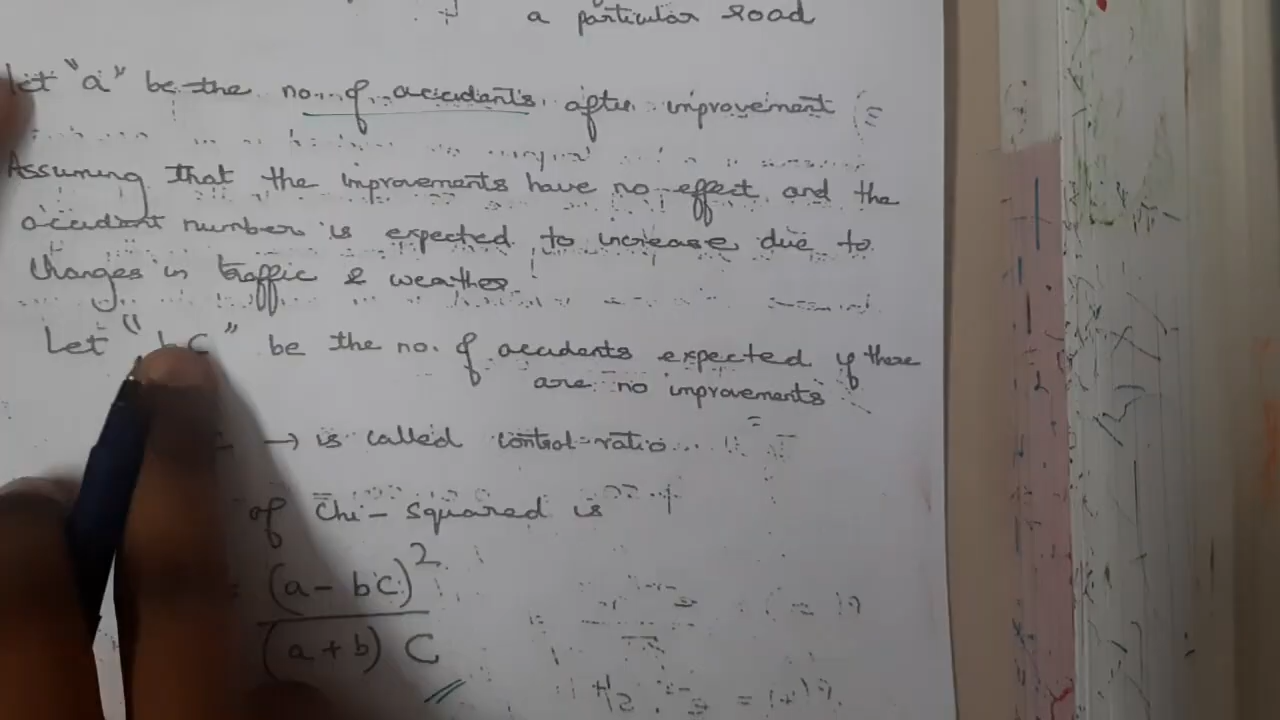 a particular road
let "a" be the no. of accidents after improvement
Assuming that the improvements have no effect and the
accident number is expected to increase due to
changes in traffic & weather
Let "bC" be the no. of accidents expected if there
are no improvements
→ is called control-ratio
of Chi-squared is
(a - bC)²
(a + b) C